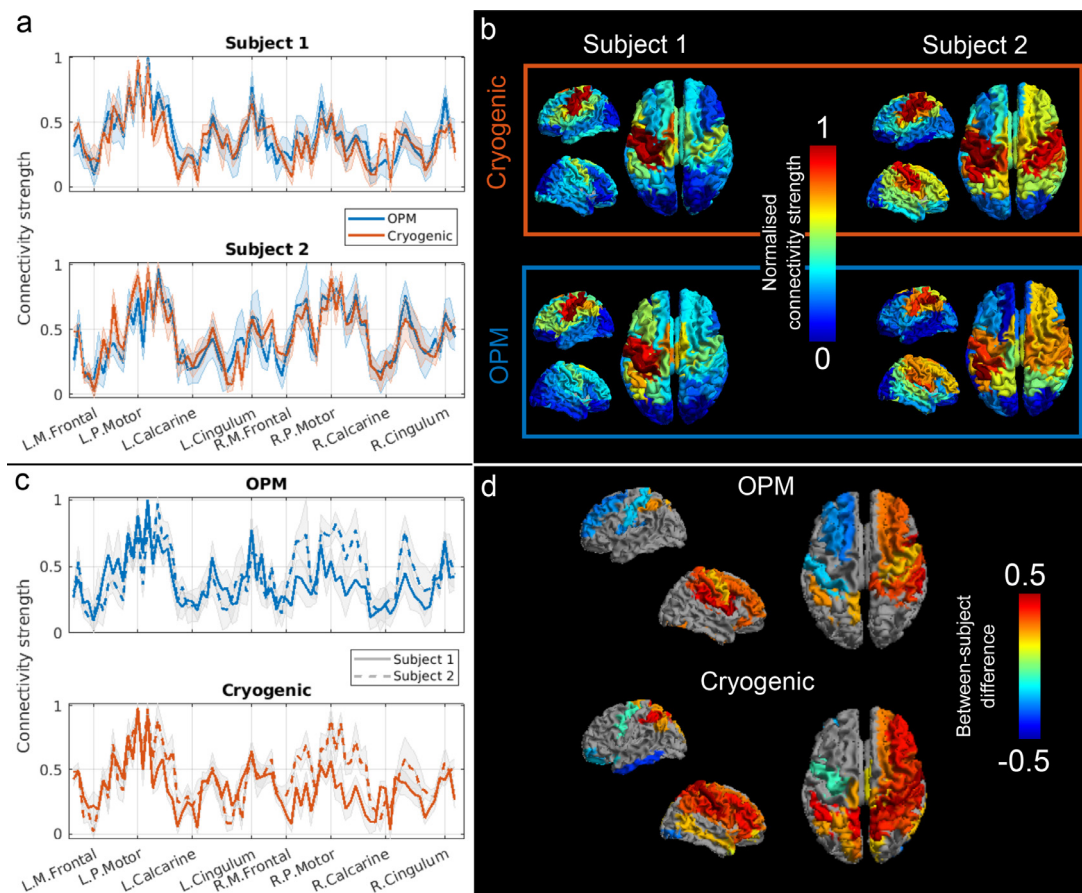 a
Subject 1
1
0.5
0
OPM
Cryogenic
Subject 2
1
0.5
0
Connectivity strength
L.M.Frontal
L.P.Motor
L.Calcarine
L.Cingulum
R.M.Frontal
R.P.Motor
R.Calcarine
R.Cingulum
b
Subject 1
Subject 2
Cryogenic
OPM
1
Normalised
connectivity strength
0
c
OPM
1
0.5
0
Subject 1
Subject 2
Cryogenic
1
0.5
0
Connectivity strength
L.M.Frontal
L.P.Motor
L.Calcarine
L.Cingulum
R.M.Frontal
R.P.Motor
R.Calcarine
R.Cingulum
d
OPM
Cryogenic
0.5
Between-subject
difference
-0.5